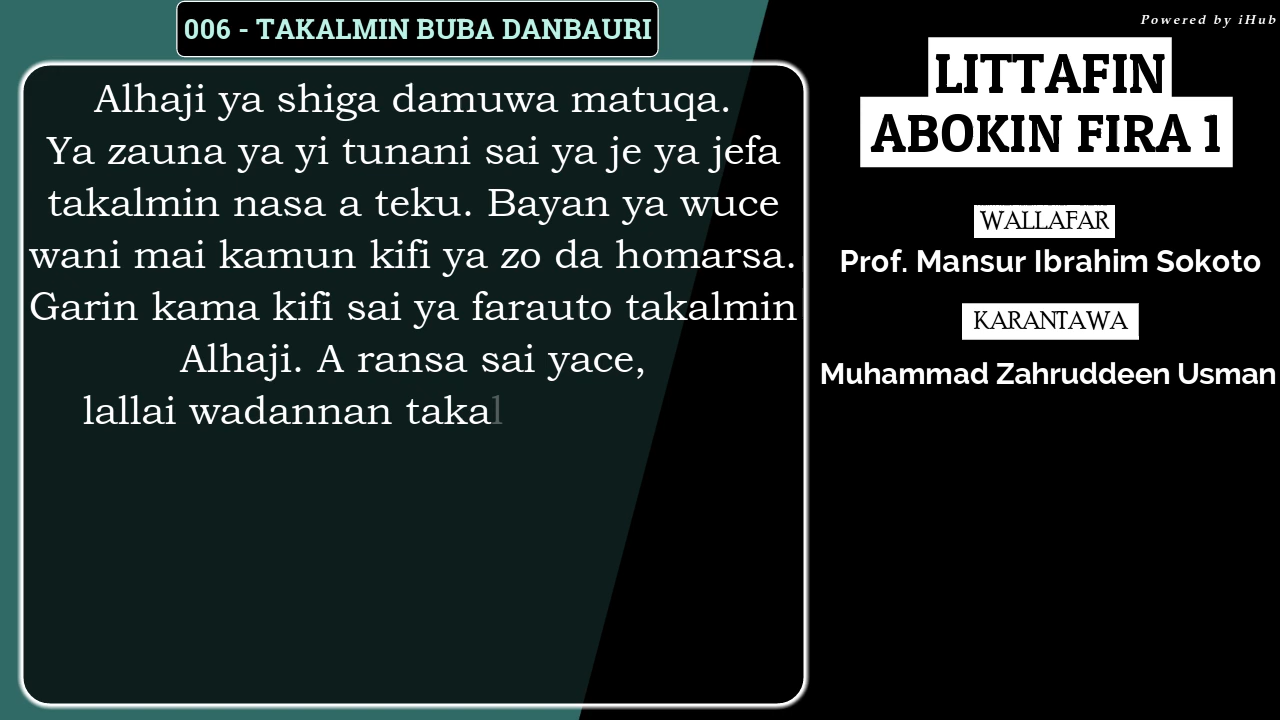 006 - TAKALMIN BUBA DANBAURI
Alhaji ya shiga damuwa matuqa.
Ya zauna ya yi tunani sai ya je ya jefa
takalmin nasa a teku. Bayan ya wuce
wani mai kamun kifi ya zo da homarsa.
Garin kama kifi sai ya farauto takalmin
Alhaji. A ransa sai yace,
lallai wadannan takal
Powered by iHub
LITTAFIN
ABOKIN FIRA 1
WALLAFAR
Prof. Mansur Ibrahim Sokoto
KARANTAWA
Muhammad Zahruddeen Usman